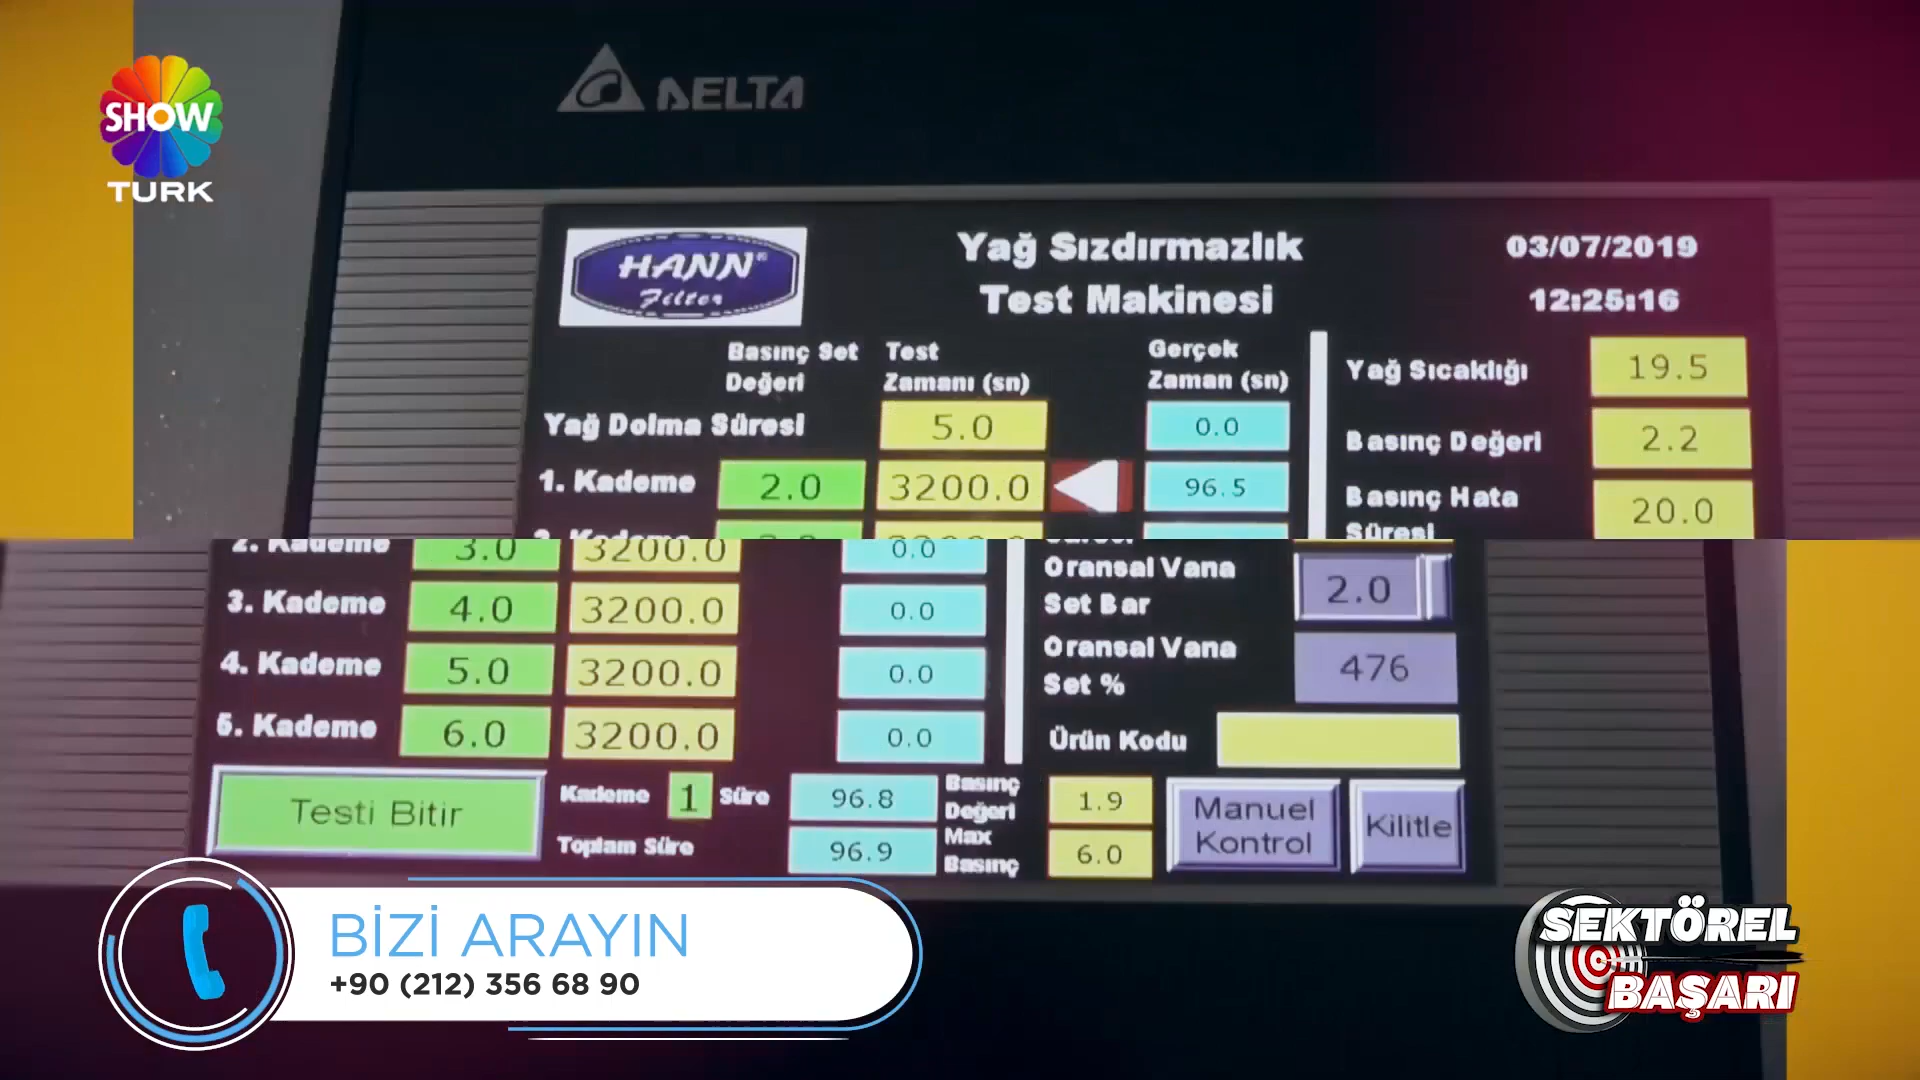 SHOW
TURK
DELTA
HANN®
Filter
Yağ Sızdırmazlık
Test Makinesi
03/07/2019
12:25:16
Basınç Set
Değeri
Test
Zamanı (sn)
Gerçek
Zaman (sn)
Yağ Sıcaklığı 19.5
Yağ Dolma Süresi 5.0 0.0
Basınç Değeri 2.2
1. Kademe 2.0 3200.0 96.5
Basınç Hata
Süresi
20.0
2. Kademe 3.0 3200.0 0.0
Oransal Vana
Set Bar
2.0
3. Kademe 4.0 3200.0 0.0
Oransal Vana
Set %
476
4. Kademe 5.0 3200.0 0.0
5. Kademe 6.0 3200.0 0.0
Ürün Kodu
Testi Bitir
Kademe 1 Süre 96.8
Basınç
Değeri
1.9
Toplam Süre 96.9
Max
Basınç
6.0
Manuel
Kontrol
Kilitle
BİZİ ARAYIN
+90 (212) 356 68 90
SEKTÖREL
BAŞARI